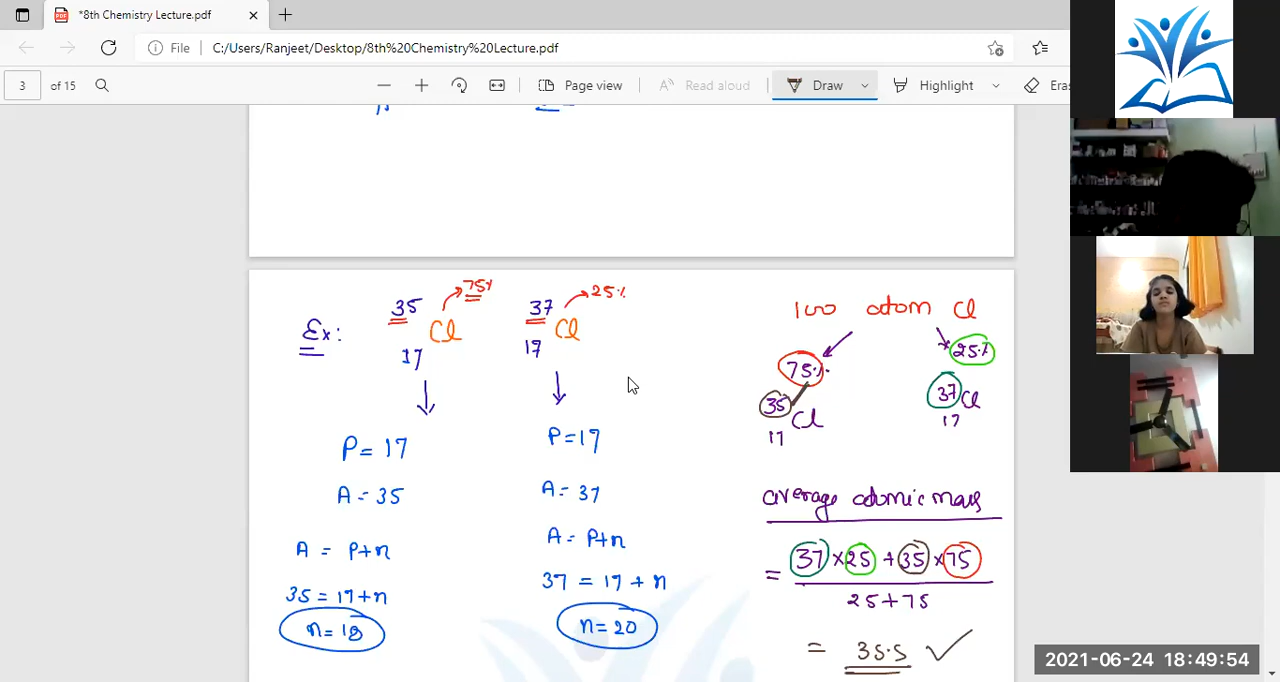 *8th Chemistry Lecture.pdf
File C:/Users/Ranjeet/Desktop/8th%20Chemistry%20Lecture.pdf
3 of 15 Page view Read aloud Draw Highlight Eras
Ex: 35 17 Cl 75% 37 17 Cl 25%
P = 17
A = 35
A = P+n
35 = 17+n
n = 18
P = 17
A = 37
A = P+n
37 = 17 + n
n = 20
100 atom Cl
75% 25%
35 17 Cl 37 17 Cl
average atomic mass
= 37 × 25 + 35 × 75
25 + 75
= 35.5 ✓
2021-06-24 18:49:54